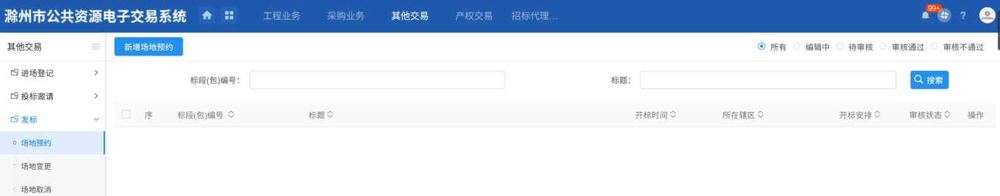 滁州市公共资源电子交易系统 工程业务 采购业务 其他交易 产权交易 招标代理... 99+ ?
其他交易 新增场地预约 所有 编辑中 待审核 审核通过 审核不通过
进场登记
标段(包)编号： 标题： 搜索
投标邀请
序 标段(包)编号 标题 开标时间 所在辖区 开标安排 审核状态 操作
发标
场地预约
场地变更
场地取消